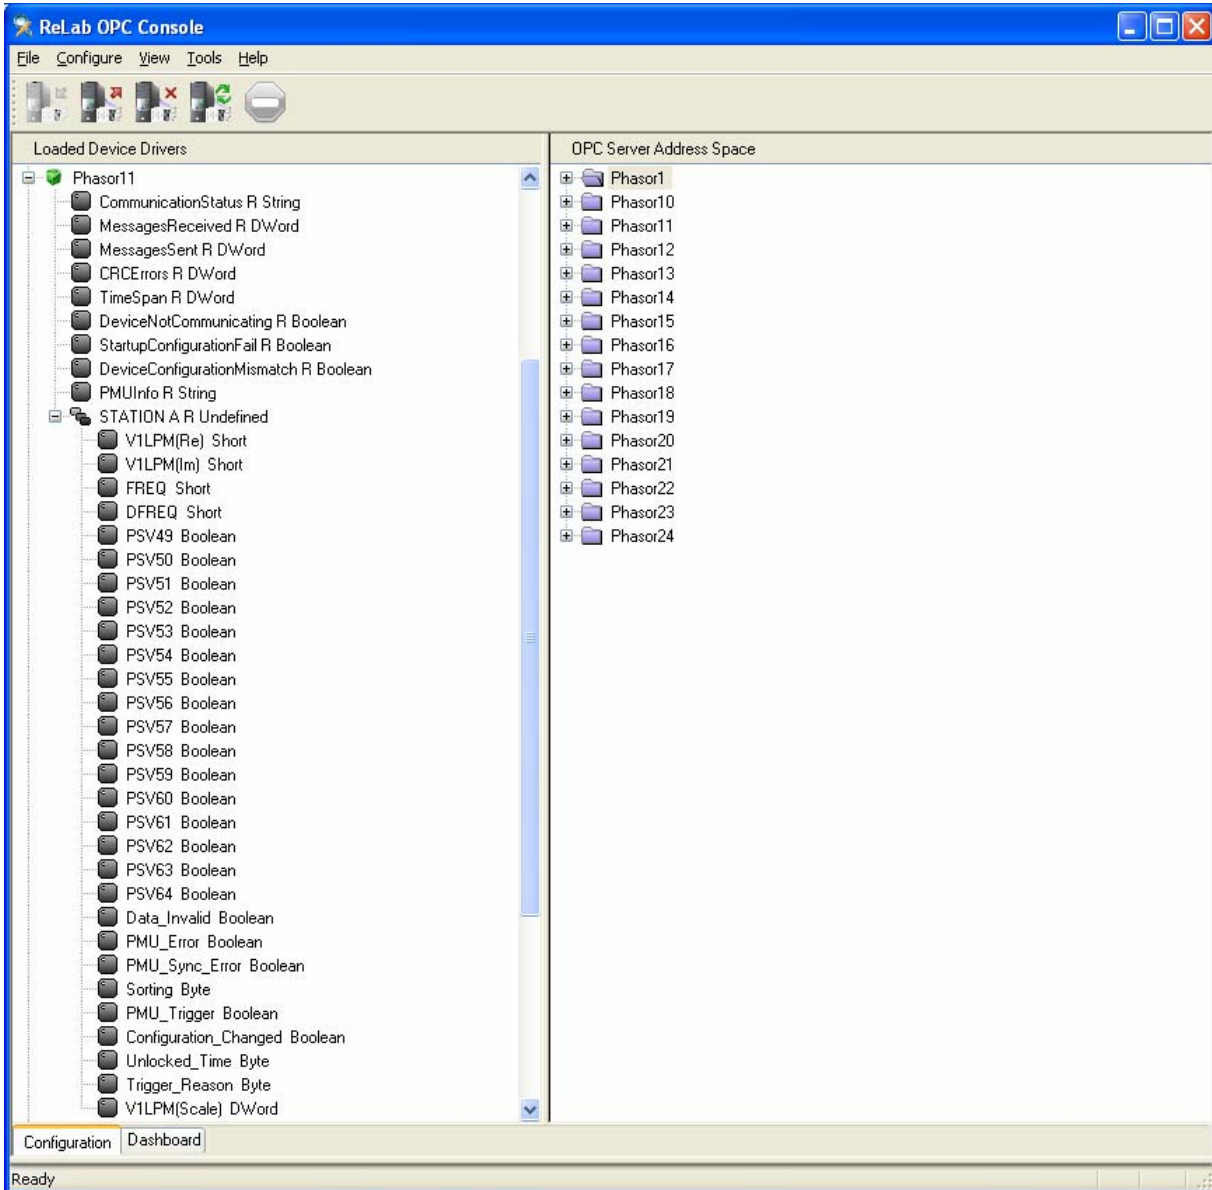 ReLab OPC Console
File Configure View Tools Help
Loaded Device Drivers
Phasor11
CommunicationStatus R String
MessagesReceived R DWord
MessagesSent R DWord
CRCErrors R DWord
TimeSpan R DWord
DeviceNotCommunicating R Boolean
StartupConfigurationFail R Boolean
DeviceConfigurationMismatch R Boolean
PMUInfo R String
STATION A R Undefined
V1LPM(Re) Short
V1LPM(Im) Short
FREQ Short
DFREQ Short
PSV49 Boolean
PSV50 Boolean
PSV51 Boolean
PSV52 Boolean
PSV53 Boolean
PSV54 Boolean
PSV55 Boolean
PSV56 Boolean
PSV57 Boolean
PSV58 Boolean
PSV59 Boolean
PSV60 Boolean
PSV61 Boolean
PSV62 Boolean
PSV63 Boolean
PSV64 Boolean
Data_Invalid Boolean
PMU_Error Boolean
PMU_Sync_Error Boolean
Sorting Byte
PMU_Trigger Boolean
Configuration_Changed Boolean
Unlocked_Time Byte
Trigger_Reason Byte
V1LPM(Scale) DWord
OPC Server Address Space
Phasor1
Phasor10
Phasor11
Phasor12
Phasor13
Phasor14
Phasor15
Phasor16
Phasor17
Phasor18
Phasor19
Phasor20
Phasor21
Phasor22
Phasor23
Phasor24
Configuration Dashboard
Ready